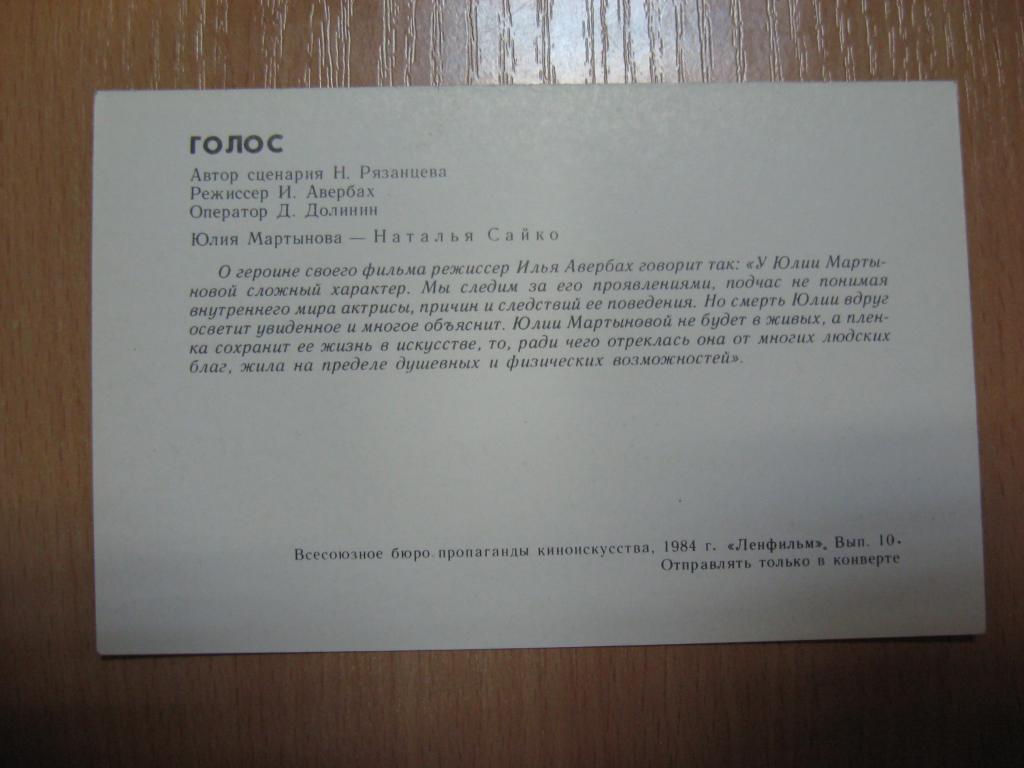 ГОЛОС
Автор сценария Н. Рязанцева
Режиссер И. Авербах
Оператор Д. Долинин
Юлия Мартынова — Наталья Сайко
О героине своего фильма режиссер Илья Авербах говорит так: «У Юлии Марты-
новой сложный характер. Мы следим за его проявлениями, подчас не понимая
внутреннего мира актрисы, причин и следствий ее поведения. Но смерть Юлии вдруг
осветит увиденное и многое объяснит. Юлии Мартыновой не будет в живых, а плен-
ка сохранит ее жизнь в искусстве, то, ради чего отреклась она от многих людских
благ, жила на пределе душевных и физических возможностей».
Всесоюзное бюро пропаганды киноискусства, 1984 г. «Ленфильм». Вып. 10.
Отправлять только в конверте